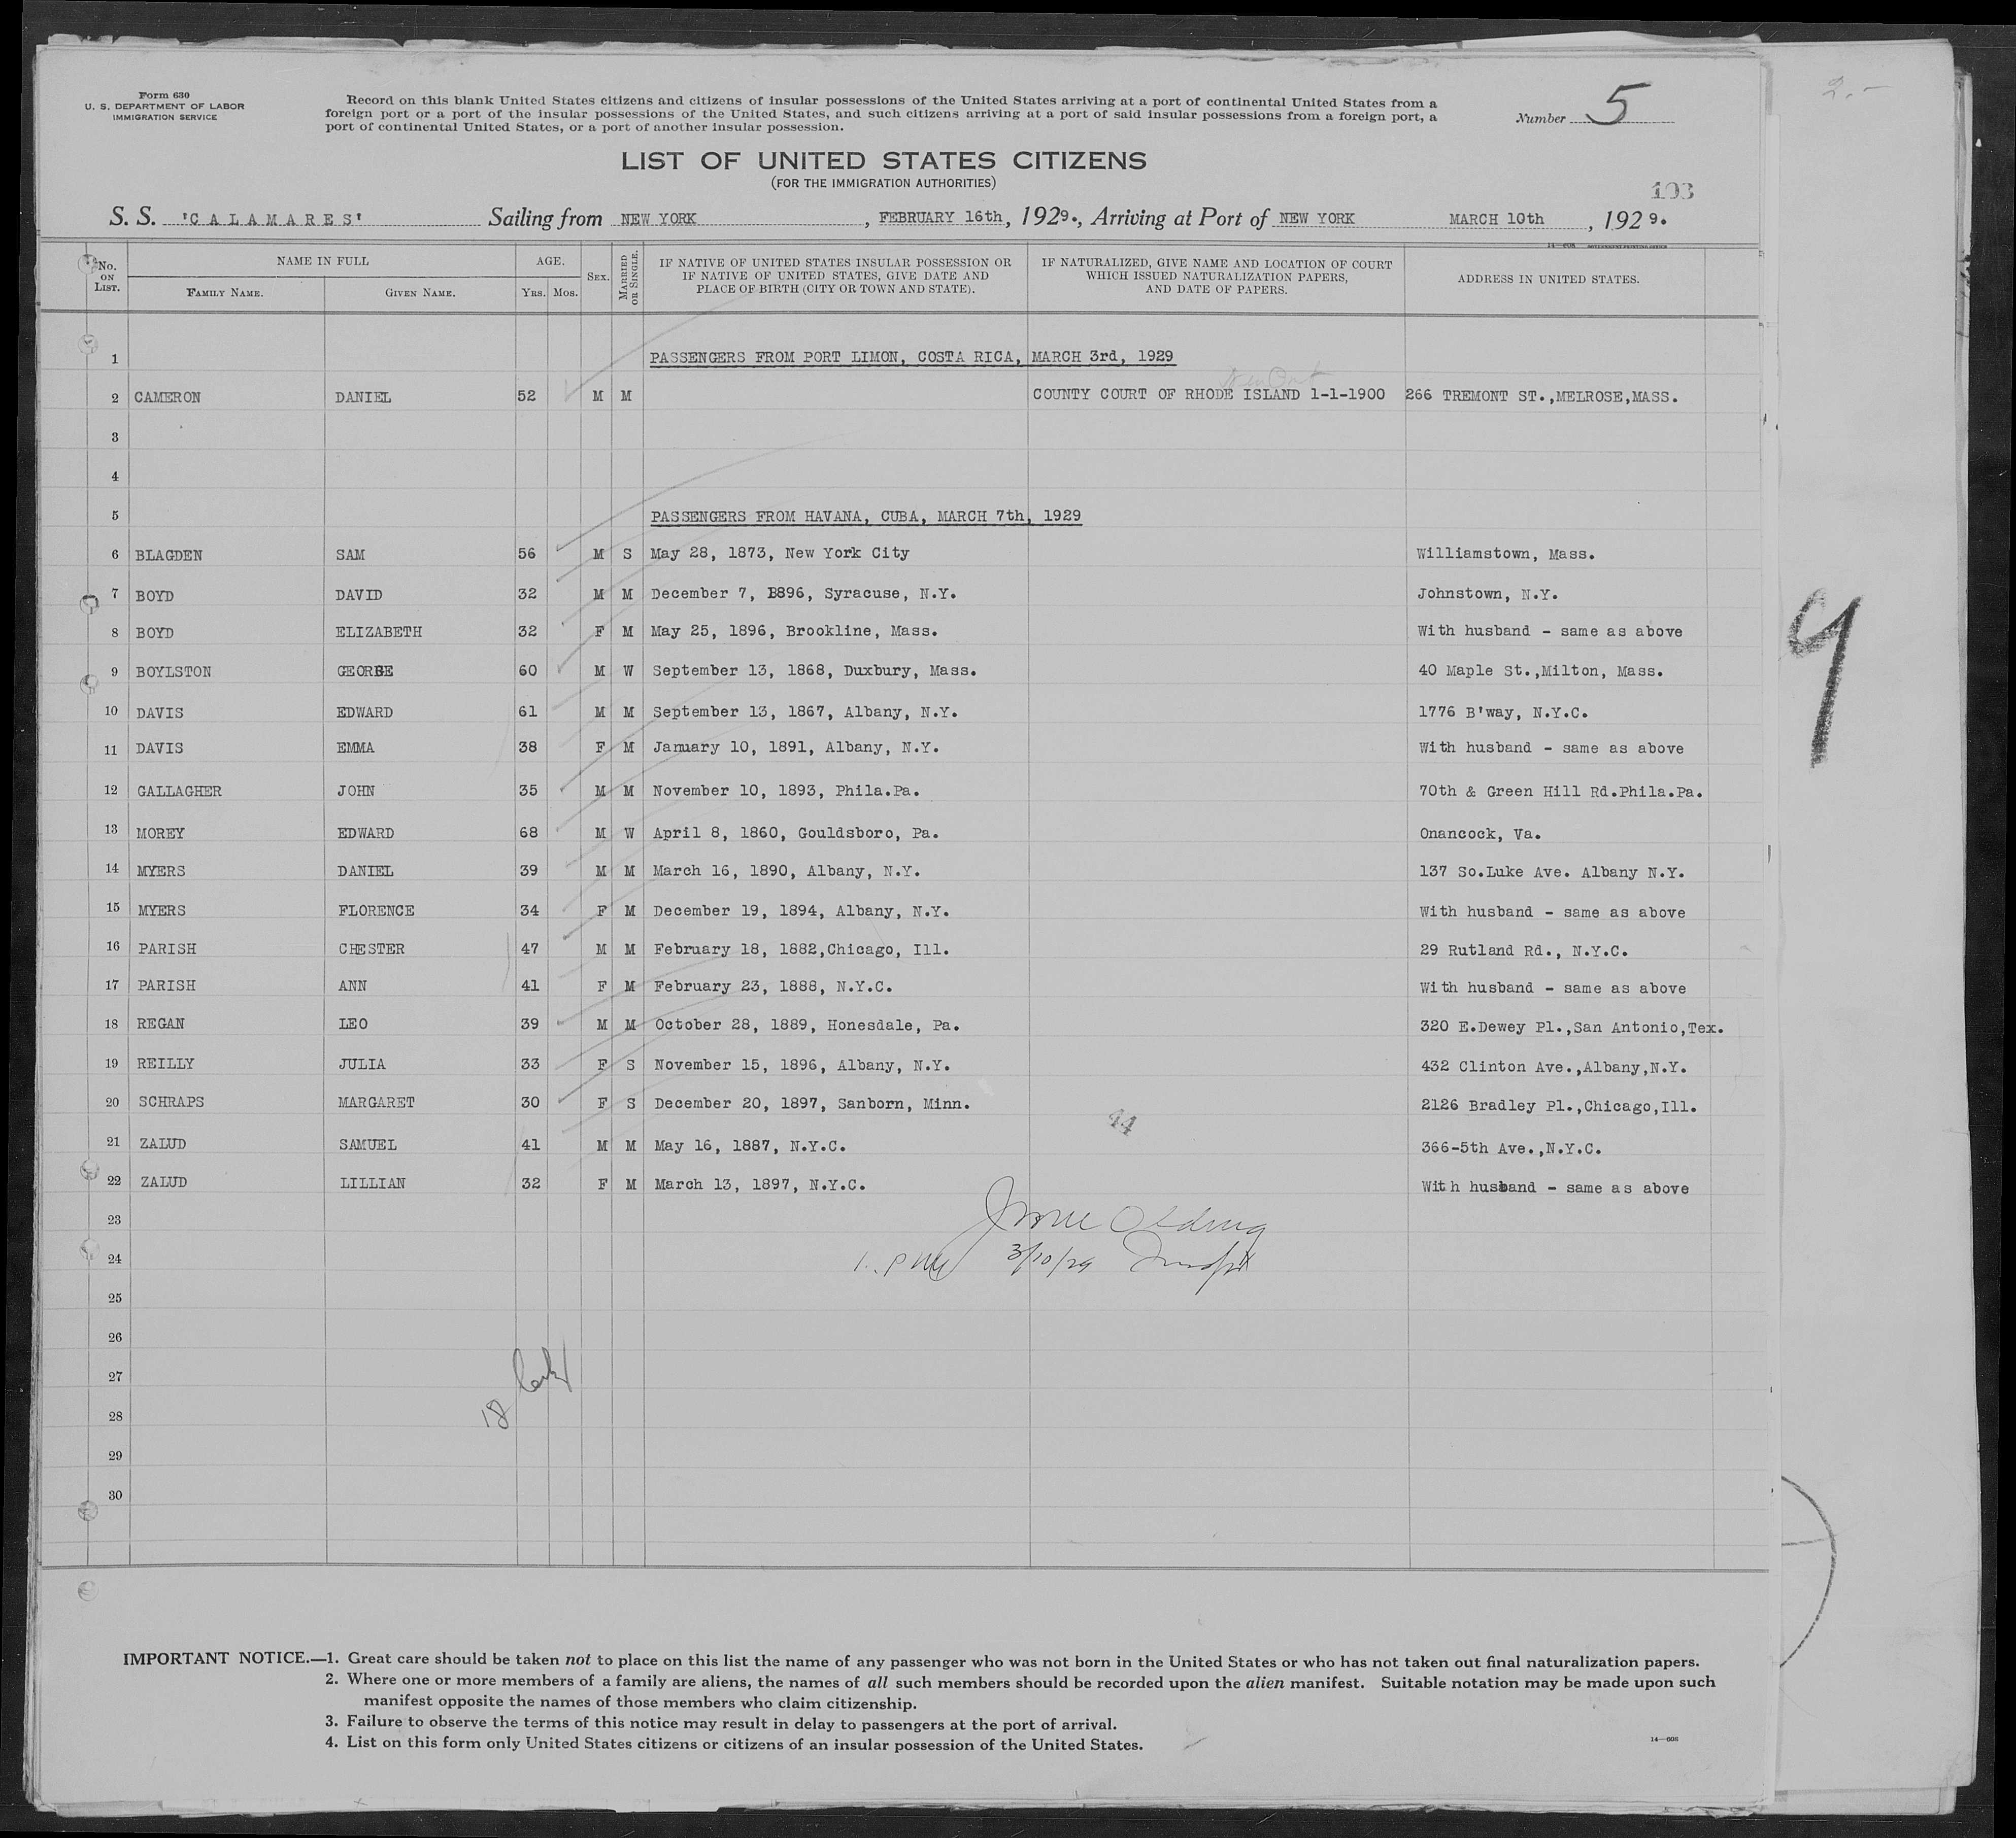 Form 630
U. S. DEPARTMENT OF LABOR
IMMIGRATION SERVICE
Record on this blank United States citizens and citizens of insular possessions of the United States arriving at a port of continental United States from a
foreign port or a port of the insular possessions of the United States, and such citizens arriving at a port of said insular possessions from a foreign port, a
port of continental United States, or a port of another insular possession.
Number 5
LIST OF UNITED STATES CITIZENS
(FOR THE IMMIGRATION AUTHORITIES)
103
S. S. 'CALAMARES' Sailing from NEW YORK, FEBRUARY 16th, 1929., Arriving at Port of NEW YORK MARCH 10th, 1929.
No. ON LIST. NAME IN FULL FAMILY NAME. GIVEN NAME. AGE. YRS. MOS. SEX. MARRIED OR SINGLE. IF NATIVE OF UNITED STATES INSULAR POSSESSION OR IF NATIVE OF UNITED STATES, GIVE DATE AND PLACE OF BIRTH (CITY OR TOWN AND STATE). IF NATURALIZED, GIVE NAME AND LOCATION OF COURT WHICH ISSUED NATURALIZATION PAPERS, AND DATE OF PAPERS. ADDRESS IN UNITED STATES.
1 PASSENGERS FROM PORT LIMON, COSTA RICA, MARCH 3rd, 1929
2 CAMERON DANIEL 52 M M COUNTY COURT OF RHODE ISLAND 1-1-1900 266 TREMONT ST.,MELROSE,MASS.
3
4
5 PASSENGERS FROM HAVANA, CUBA, MARCH 7th, 1929
6 BLAGDEN SAM 56 M S May 28, 1873, New York City Williamstown, Mass.
7 BOYD DAVID 32 M M December 7, 1896, Syracuse, N.Y. Johnstown, N.Y.
8 BOYD ELIZABETH 32 F M May 25, 1896, Brookline, Mass. With husband - same as above
9 BOYLSTON GEORGE 60 M W September 13, 1868, Duxbury, Mass. 40 Maple St.,Milton, Mass.
10 DAVIS EDWARD 61 M M September 13, 1867, Albany, N.Y. 1776 B'way, N.Y.C.
11 DAVIS EMMA 38 F M January 10, 1891, Albany, N.Y. With husband - same as above
12 GALLAGHER JOHN 35 M M November 10, 1893, Phila.Pa. 70th & Green Hill Rd.Phila.Pa.
13 MOREY EDWARD 68 M W April 8, 1860, Gouldsboro, Pa. Onancock, Va.
14 MYERS DANIEL 39 M M March 16, 1890, Albany, N.Y. 137 So.Luke Ave. Albany N.Y.
15 MYERS FLORENCE 34 F M December 19, 1894, Albany, N.Y. With husband - same as above
16 PARISH CHESTER 47 M M February 18, 1882,Chicago, Ill. 29 Rutland Rd., N.Y.C.
17 PARISH ANN 41 F M February 23, 1888, N.Y.C. With husband - same as above
18 REGAN LEO 39 M M October 28, 1889, Honesdale, Pa. 320 E.Dewey Pl.,San Antonio,Tex.
19 REILLY JULIA 33 F S November 15, 1896, Albany, N.Y. 432 Clinton Ave.,Albany,N.Y.
20 SCHRAPS MARGARET 30 F S December 20, 1897, Sanborn, Minn. 2126 Bradley Pl.,Chicago,Ill.
44
21 ZALUD SAMUEL 41 M M May 16, 1887, N.Y.C. 366-5th Ave.,N.Y.C.
22 ZALUD LILLIAN 32 F M March 13, 1897, N.Y.C. With husband - same as above
23
24 3/10/29
25
26
27
28 18
29
30
9
IMPORTANT NOTICE.—1. Great care should be taken not to place on this list the name of any passenger who was not born in the United States or who has not taken out final naturalization papers.
2. Where one or more members of a family are aliens, the names of all such members should be recorded upon the alien manifest. Suitable notation may be made upon such
manifest opposite the names of those members who claim citizenship.
3. Failure to observe the terms of this notice may result in delay to passengers at the port of arrival.
4. List on this form only United States citizens or citizens of an insular possession of the United States.
14—608